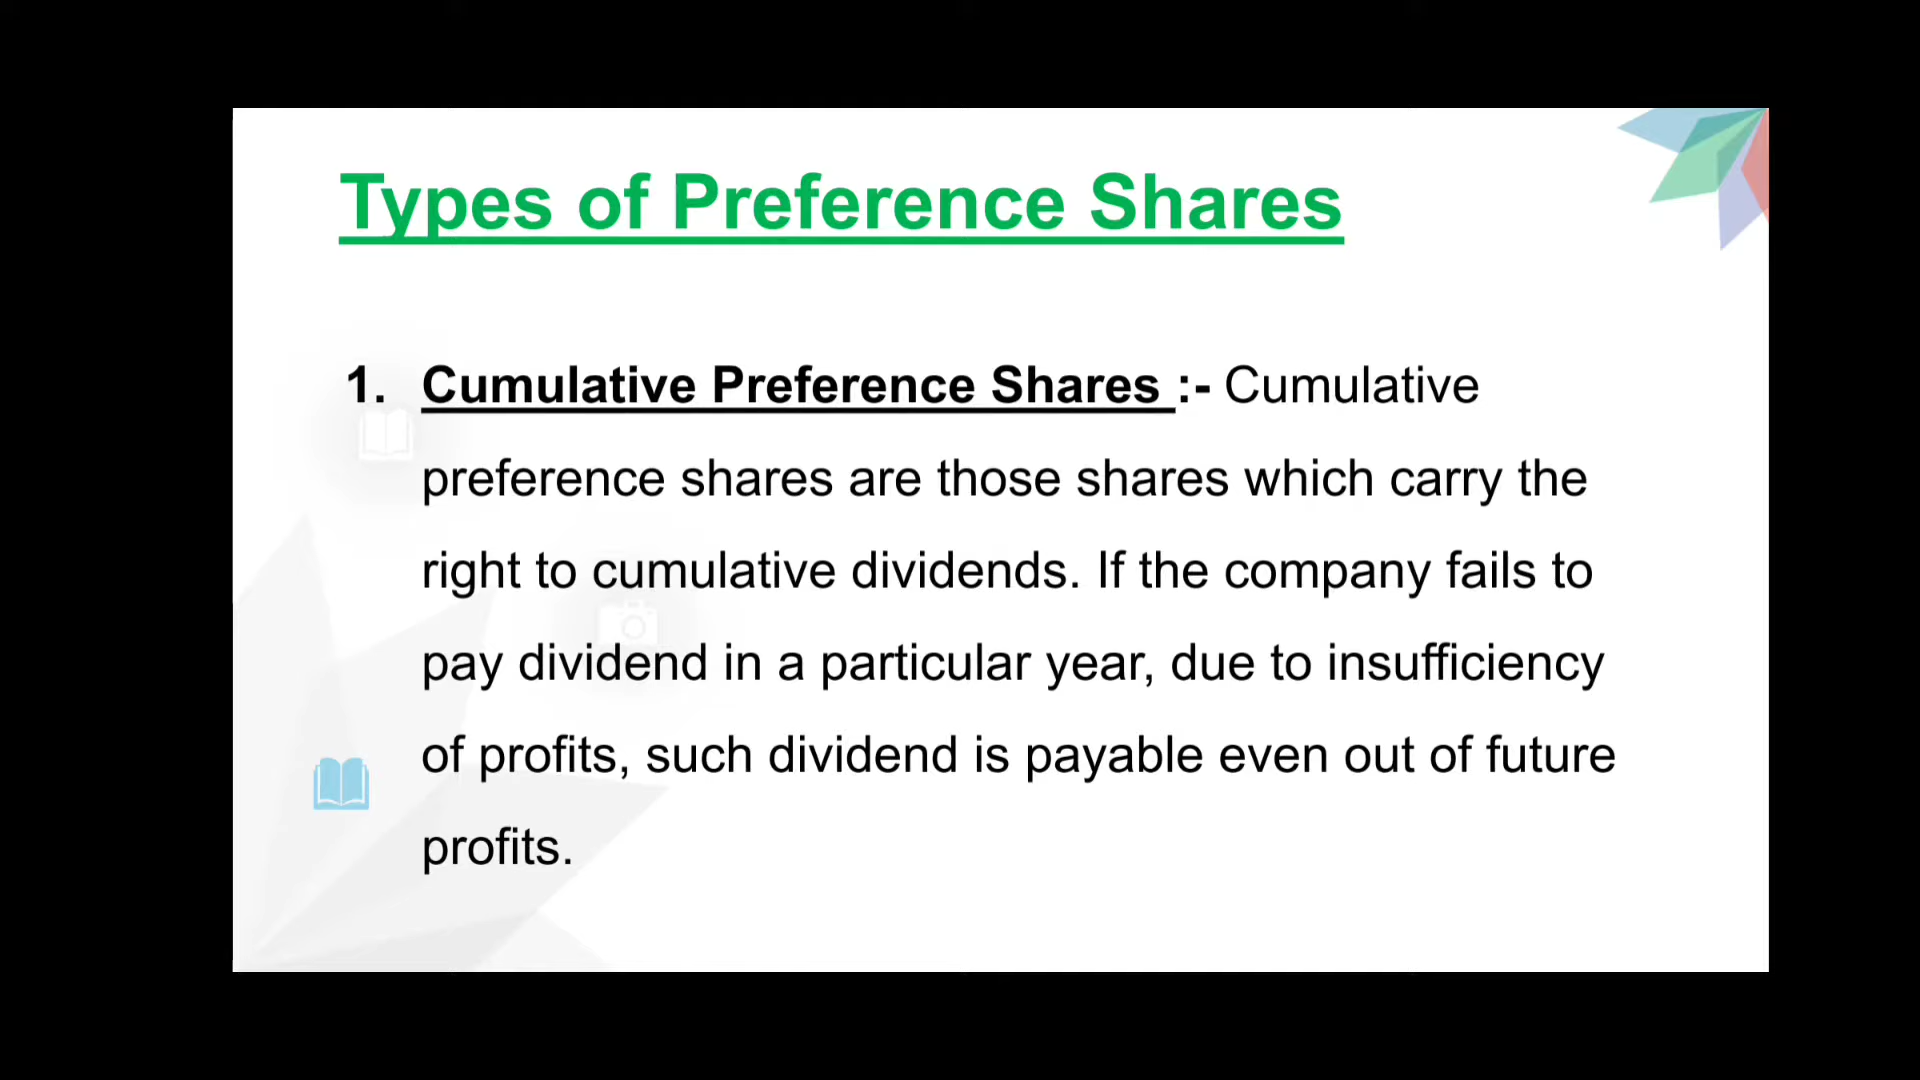 Types of Preference Shares
1. Cumulative Preference Shares :- Cumulative
preference shares are those shares which carry the
right to cumulative dividends. If the company fails to
pay dividend in a particular year, due to insufficiency
of profits, such dividend is payable even out of future
profits.